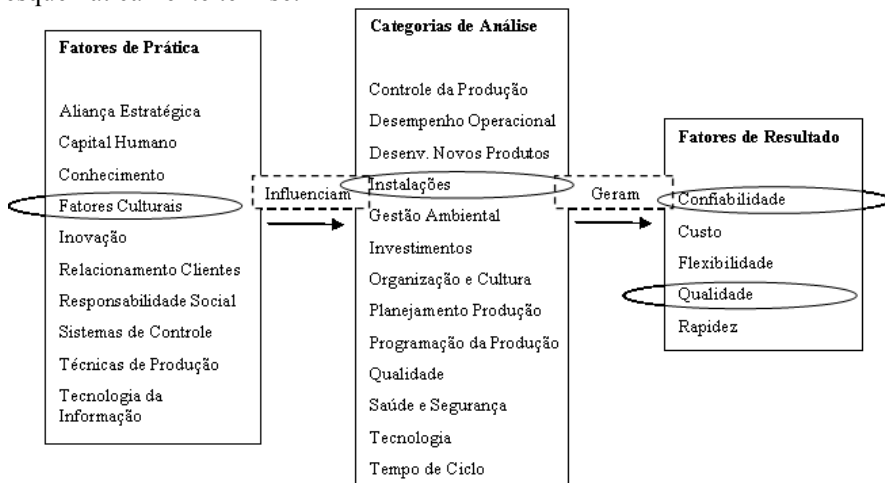 Fatores de Prática
Aliança Estratégica
Capital Humano
Conhecimento
Fatores Culturais
Inovação
Relacionamento Clientes
Responsabilidade Social
Sistemas de Controle
Técnicas de Produção
Tecnologia da
Informação
Influenciam
Categorias de Análise
Controle da Produção
Desempenho Operacional
Desenv. Novos Produtos
Instalações
Gestão Ambiental
Investimentos
Organização e Cultura
Planejamento Produção
Programação da Produção
Qualidade
Saúde e Segurança
Tecnologia
Tempo de Ciclo
Geram
Fatores de Resultado
Confiabilidade
Custo
Flexibilidade
Qualidade
Rapidez